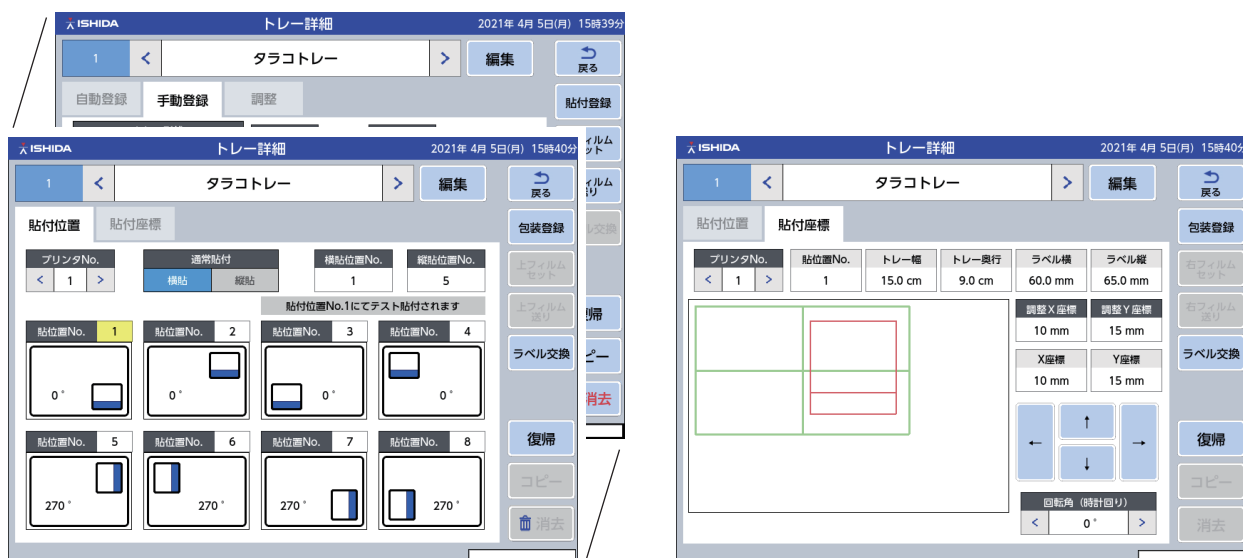 ISHIDA トレー詳細 2021年 4月 5日(月) 15時39分
1 < タラコトレー > 編集 戻る
自動登録 手動登録 調整 貼付登録
ISHIDA トレー詳細 2021年 4月 5日(月) 15時40分
1 < タラコトレー > 編集 戻る
貼付位置 貼付座標 包装登録
プリンタNo. 通常貼付 横貼位置No. 縦貼位置No.
< 1 > 横貼 縦貼 1 5
上フィルム
セット
貼付位置No.1にてテスト貼付されます
上フィルム
送り
貼位置No. 1 貼位置No. 2 貼位置No. 3 貼位置No. 4
ラベル交換
0° 0° 0° 0°
貼位置No. 5 貼位置No. 6 貼位置No. 7 貼位置No. 8
復帰
コピー
270° 270° 270° 270°
消去
ィルム
ット
ィルム
り
ル交換
帰
ピー
消去
ISHIDA トレー詳細 2021年 4月 5日(月) 15時40分
1 < タラコトレー > 編集 戻る
貼付位置 貼付座標 包装登録
プリンタNo. 貼位置No. トレー幅 トレー奥行 ラベル横 ラベル縦
< 1 > 1 15.0 cm 9.0 cm 60.0 mm 65.0 mm
右フィルム
セット
調整X座標 調整Y座標
10 mm 15 mm
右フィルム
送り
X座標 Y座標
10 mm 15 mm
ラベル交換
← ↑ ↓ →
復帰
コピー
回転角（時計回り）
< 0° >
消去